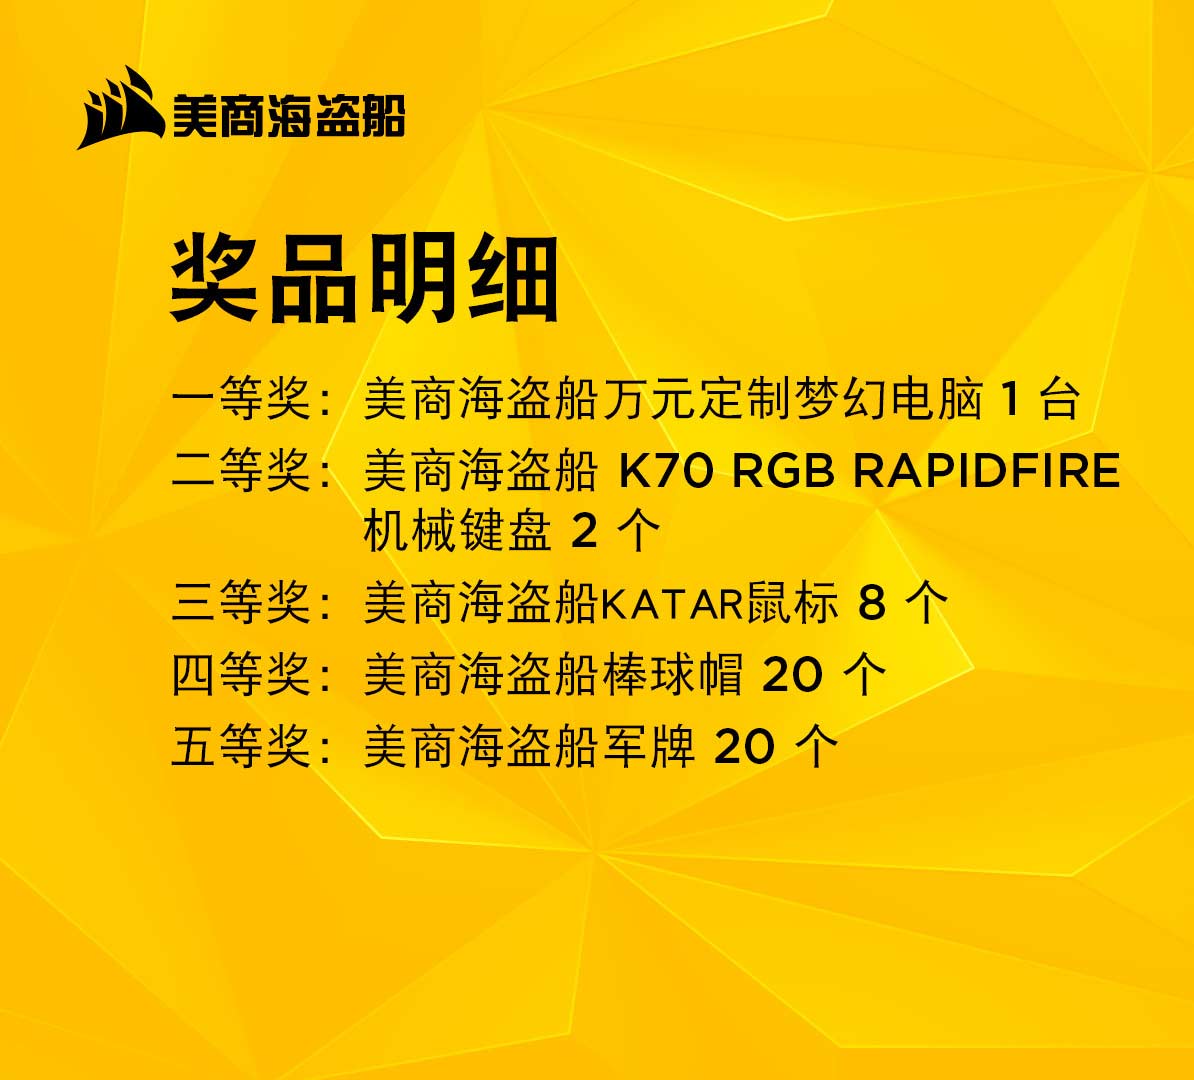 美商海盗船
奖品明细
一等奖：美商海盗船万元定制梦幻电脑 1 台
二等奖：美商海盗船 K70 RGB RAPIDFIRE
机械键盘 2 个
三等奖：美商海盗船KATAR鼠标 8 个
四等奖：美商海盗船棒球帽 20 个
五等奖：美商海盗船军牌 20 个